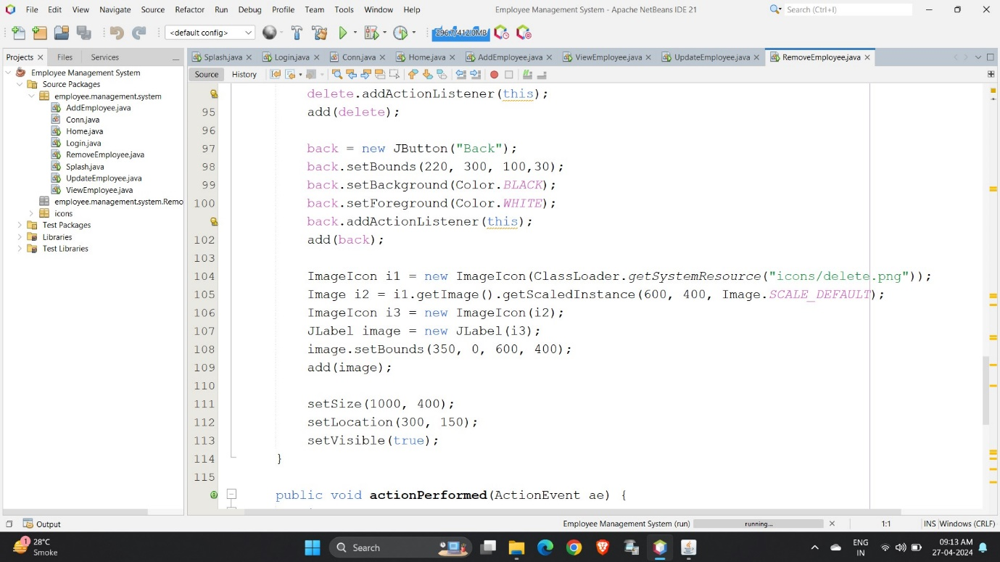 File Edit View Navigate Source Refactor Run Debug Profile Team Tools Window Help
Employee Management System - Apache NetBeans IDE 21
Search (Ctrl+I)
<default config>
296.7/412.0MB
Projects Files Services
Splash.java Login.java Conn.java Home.java AddEmployee.java ViewEmployee.java UpdateEmployee.java RemoveEmployee.java
Source History
Employee Management System
Source Packages
employee.management.system
AddEmployee.java
Conn.java
Home.java
Login.java
RemoveEmployee.java
Splash.java
UpdateEmployee.java
ViewEmployee.java
employee.management.system.Remo
icons
Test Packages
Libraries
Test Libraries
delete.addActionListener(this);
95 add(delete);
96
97 back = new JButton("Back");
98 back.setBounds(220, 300, 100,30);
99 back.setBackground(Color.BLACK);
100 back.setForeground(Color.WHITE);
back.addActionListener(this);
102 add(back);
103
104 ImageIcon i1 = new ImageIcon(ClassLoader.getSystemResource("icons/delete.png"));
105 Image i2 = i1.getImage().getScaledInstance(600, 400, Image.SCALE_DEFAULT);
106 ImageIcon i3 = new ImageIcon(i2);
107 JLabel image = new JLabel(i3);
108 image.setBounds(350, 0, 600, 400);
109 add(image);
110
111 setSize(1000, 400);
112 setLocation(300, 150);
113 setVisible(true);
114 }
115
public void actionPerformed(ActionEvent ae) {
Output
Employee Management System (run) running... 1:1 INS Windows (CRLF)
1
28°C
Smoke
Search
ENG
IN
09:13 AM
27-04-2024